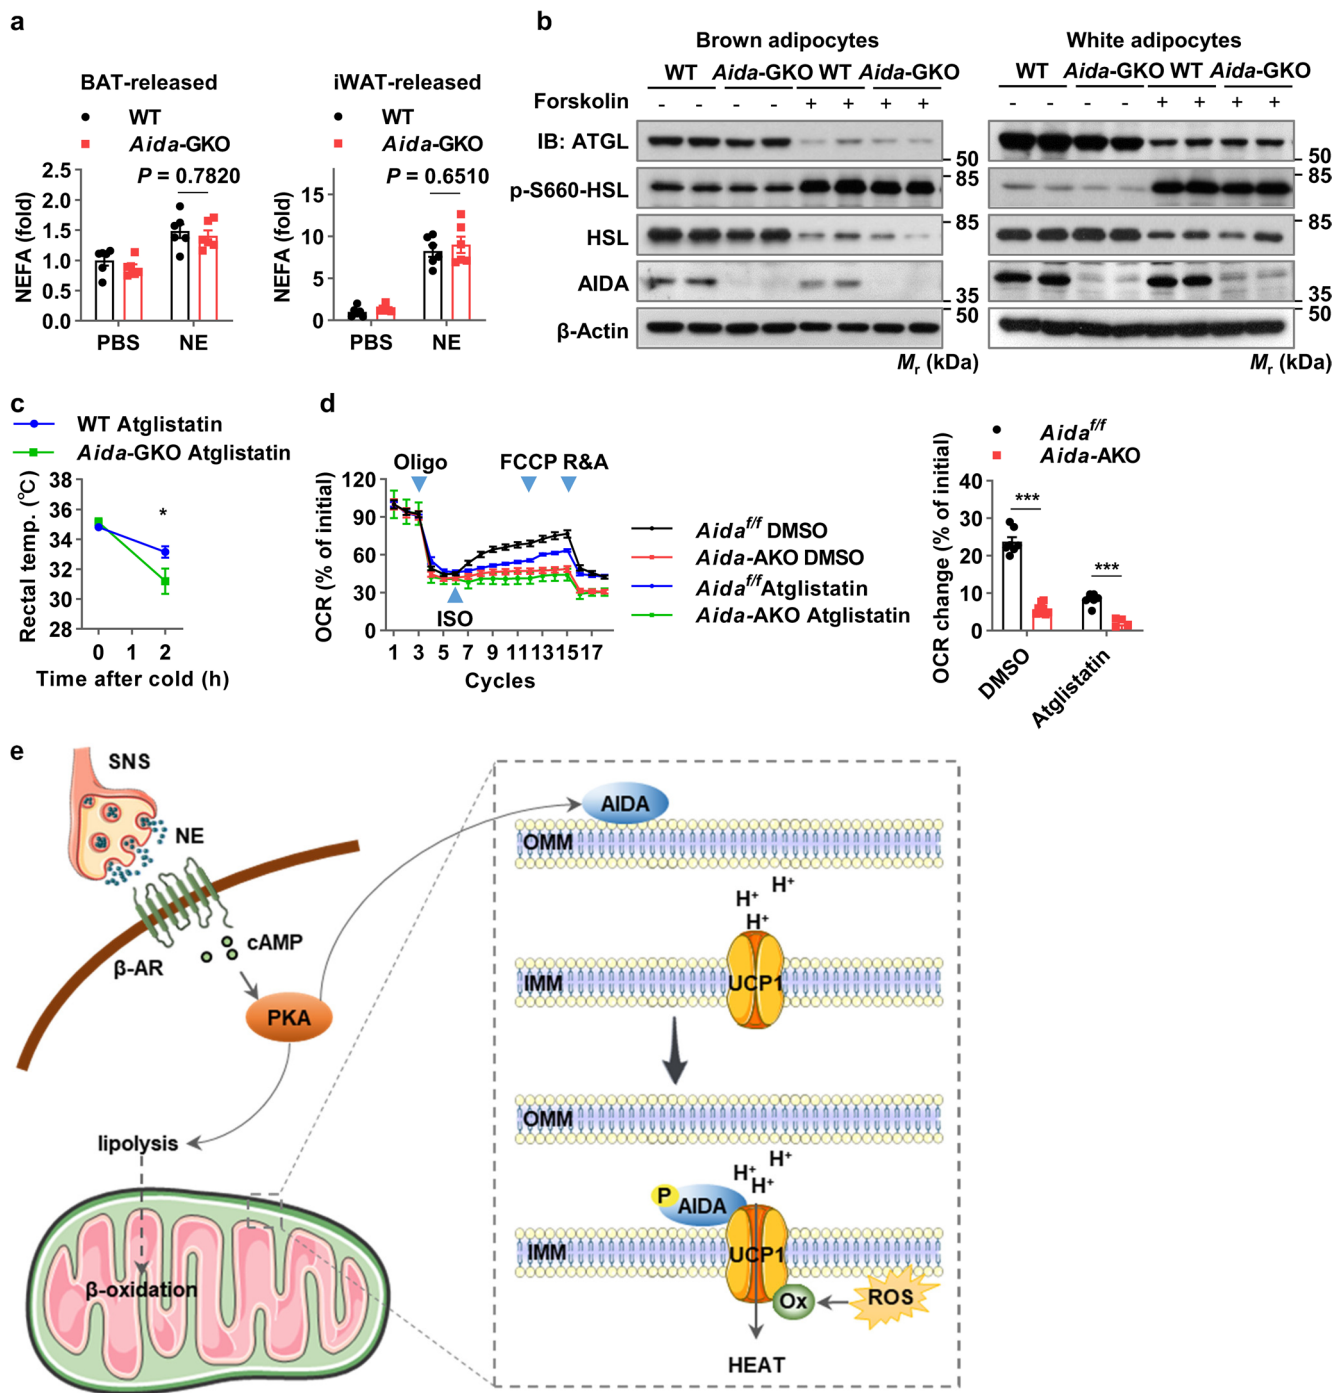 a
BAT-released
WT
Aida-GKO
P = 0.7820
NEFA (fold)
2.5
2.0
1.5
1.0
0.5
0.0
PBS NE
iWAT-released
WT
Aida-GKO
P = 0.6510
NEFA (fold)
15
10
5
0
PBS NE
b
Brown adipocytes
WT Aida-GKO WT Aida-GKO
Forskolin - - - - + + + +
IB: ATGL
50
p-S660-HSL
85
HSL
85
AIDA
35
β-Actin
50
Mr (kDa)
White adipocytes
WT Aida-GKO WT Aida-GKO
- - - - + + + +
50
85
85
35
50
Mr (kDa)
c
WT Atglistatin
Aida-GKO Atglistatin
Rectal temp. (°C)
38
36
34
32
30
28
*
0 1 2
Time after cold (h)
d
Oligo FCCP R&A
OCR (% of initial)
120
90
60
30
0
ISO
1 3 5 7 9 11 13 15 17
Cycles
Aidaf/f DMSO
Aida-AKO DMSO
Aidaf/f Atglistatin
Aida-AKO Atglistatin
Aidaf/f
Aida-AKO
OCR change (% of initial)
40
30
20
10
0
***
***
DMSO
Atglistatin
e
SNS
NE
β-AR
cAMP
PKA
lipolysis
β-oxidation
AIDA
OMM
H+
H+
H+
IMM
UCP1
OMM
H+
H+
H+
P
AIDA
IMM
UCP1
Ox
ROS
HEAT